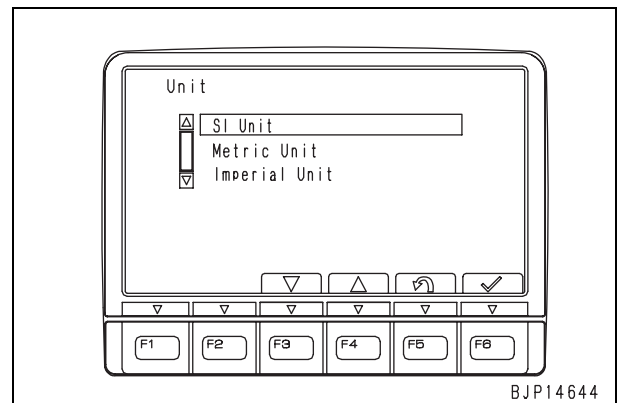 Unit
SI Unit
Metric Unit
Imperial Unit
F1 F2 F3 F4 F5 F6
BJP14644